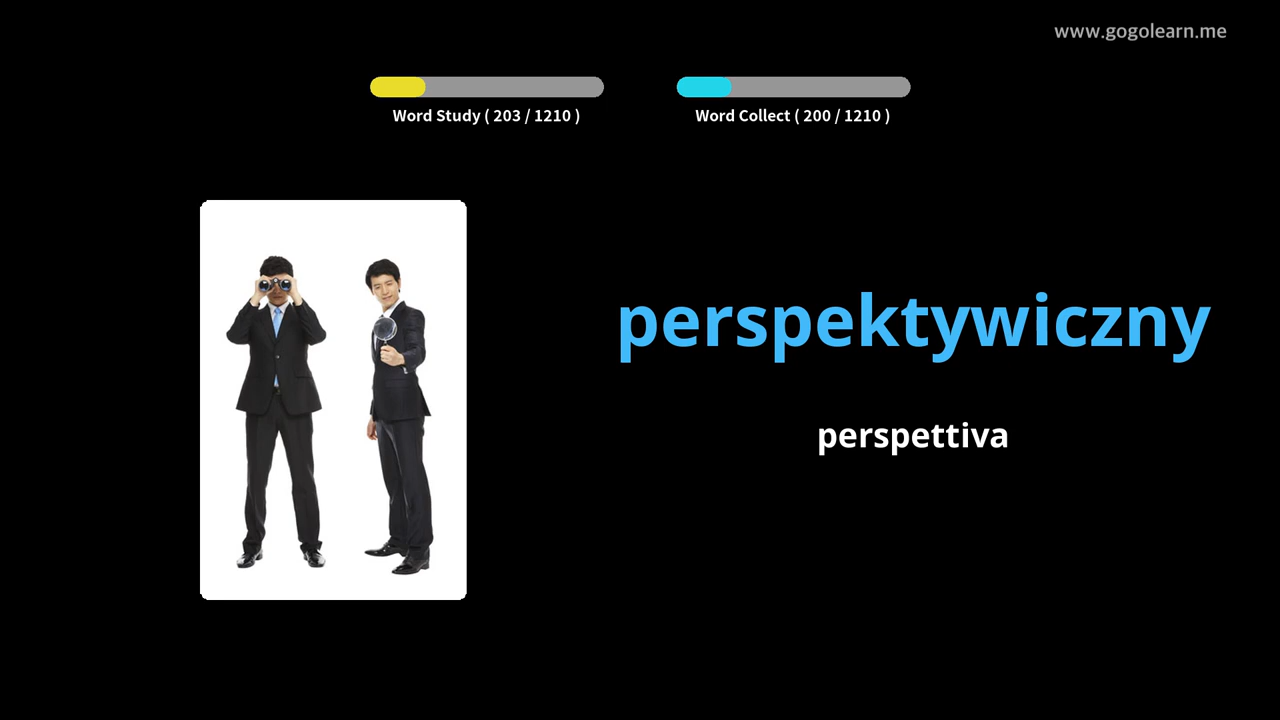 www.gogolearn.me
Word Study ( 203 / 1210 )
Word Collect ( 200 / 1210 )
perspektywiczny
perspettiva